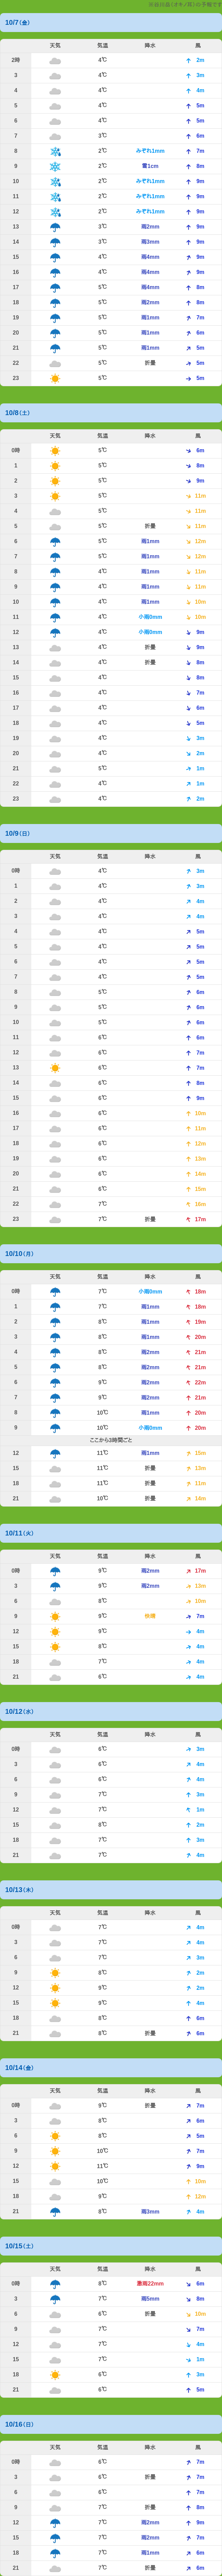 10/7(金)
天気 気温 降水 風
2時 4℃ 2m
3 4℃ 3m
4 4℃ 4m
5 4℃ 5m
6 4℃ 5m
7 3℃ 6m
8 2℃ みぞれ1mm 7m
9 2℃ 雪1cm 8m
10 2℃ みぞれ1mm 9m
11 2℃ みぞれ1mm 9m
12 2℃ みぞれ1mm 9m
13 3℃ 雨2mm 9m
14 3℃ 雨3mm 9m
15 4℃ 雨4mm 9m
16 4℃ 雨4mm 9m
17 5℃ 雨4mm 8m
18 5℃ 雨2mm 8m
19 5℃ 雨1mm 7m
20 5℃ 雨1mm 6m
21 5℃ 雨1mm 5m
22 5℃ 折曇 5m
23 5℃ 5m
10/8(土)
天気 気温 降水 風
0時 5℃ 6m
1 5℃ 8m
2 5℃ 9m
3 5℃ 11m
4 5℃ 11m
5 5℃ 折曇 11m
6 5℃ 雨1mm 12m
7 5℃ 雨1mm 12m
8 4℃ 雨1mm 11m
9 4℃ 雨1mm 11m
10 4℃ 雨1mm 10m
11 4℃ 小雨0mm 10m
12 4℃ 小雨0mm 9m
13 4℃ 折曇 9m
14 4℃ 折曇 8m
15 4℃ 8m
16 4℃ 7m
17 4℃ 6m
18 4℃ 5m
19 4℃ 3m
20 4℃ 2m
21 5℃ 1m
22 4℃ 1m
23 4℃ 2m
10/9(日)
天気 気温 降水 風
0時 4℃ 3m
1 4℃ 3m
2 4℃ 4m
3 4℃ 4m
4 4℃ 5m
5 4℃ 5m
6 4℃ 5m
7 4℃ 5m
8 5℃ 6m
9 5℃ 6m
10 5℃ 6m
11 6℃ 6m
12 6℃ 7m
13 6℃ 7m
14 6℃ 8m
15 6℃ 9m
16 6℃ 10m
17 6℃ 11m
18 6℃ 12m
19 6℃ 13m
20 6℃ 14m
21 6℃ 15m
22 7℃ 16m
23 7℃ 折曇 17m
10/10(月)
天気 気温 降水 風
0時 7℃ 小雨0mm 18m
1 7℃ 雨1mm 18m
2 8℃ 雨1mm 19m
3 8℃ 雨1mm 20m
4 8℃ 雨2mm 21m
5 8℃ 雨2mm 21m
6 9℃ 雨2mm 22m
7 9℃ 雨2mm 21m
8 10℃ 雨1mm 20m
9 10℃ 小雨0mm 20m
ここから3時間ごと
12 11℃ 雨1mm 15m
15 11℃ 折曇 13m
18 11℃ 折曇 11m
21 10℃ 折曇 14m
10/11(火)
天気 気温 降水 風
0時 9℃ 雨2mm 17m
3 9℃ 雨2mm 13m
6 8℃ 10m
9 9℃ 快晴 7m
12 9℃ 4m
15 8℃ 4m
18 7℃ 4m
21 6℃ 4m
10/12(水)
天気 気温 降水 風
0時 6℃ 3m
3 6℃ 4m
6 6℃ 4m
9 7℃ 3m
12 7℃ 1m
15 8℃ 2m
18 7℃ 3m
21 7℃ 4m
10/13(木)
天気 気温 降水 風
0時 7℃ 4m
3 7℃ 4m
6 7℃ 3m
9 8℃ 2m
12 9℃ 2m
15 9℃ 4m
18 8℃ 6m
21 8℃ 折曇 6m
10/14(金)
天気 気温 降水 風
0時 9℃ 折曇 7m
3 8℃ 6m
6 8℃ 5m
9 10℃ 7m
12 11℃ 9m
15 10℃ 10m
18 9℃ 12m
21 8℃ 雨3mm 4m
10/15(土)
天気 気温 降水 風
0時 8℃ 激雨22mm 6m
3 7℃ 雨5mm 8m
6 6℃ 折曇 10m
9 7℃ 7m
12 7℃ 4m
15 7℃ 1m
18 6℃ 3m
21 6℃ 5m
10/16(日)
天気 気温 降水 風
0時 6℃ 7m
3 6℃ 折曇 7m
6 6℃ 7m
9 7℃ 折曇 8m
12 7℃ 雨2mm 9m
15 7℃ 雨2mm 7m
18 7℃ 雨1mm 6m
21 7℃ 折曇 6m